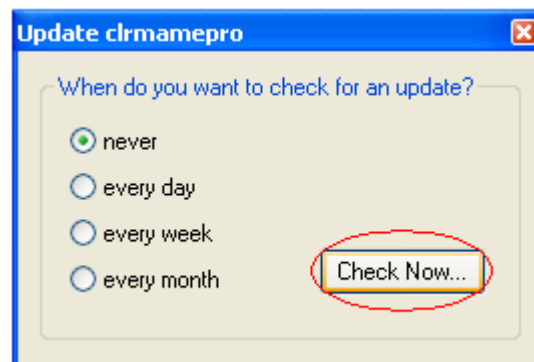 Update clrmamepro
When do you want to check for an update?
never
every day
every week
every month
Check Now...